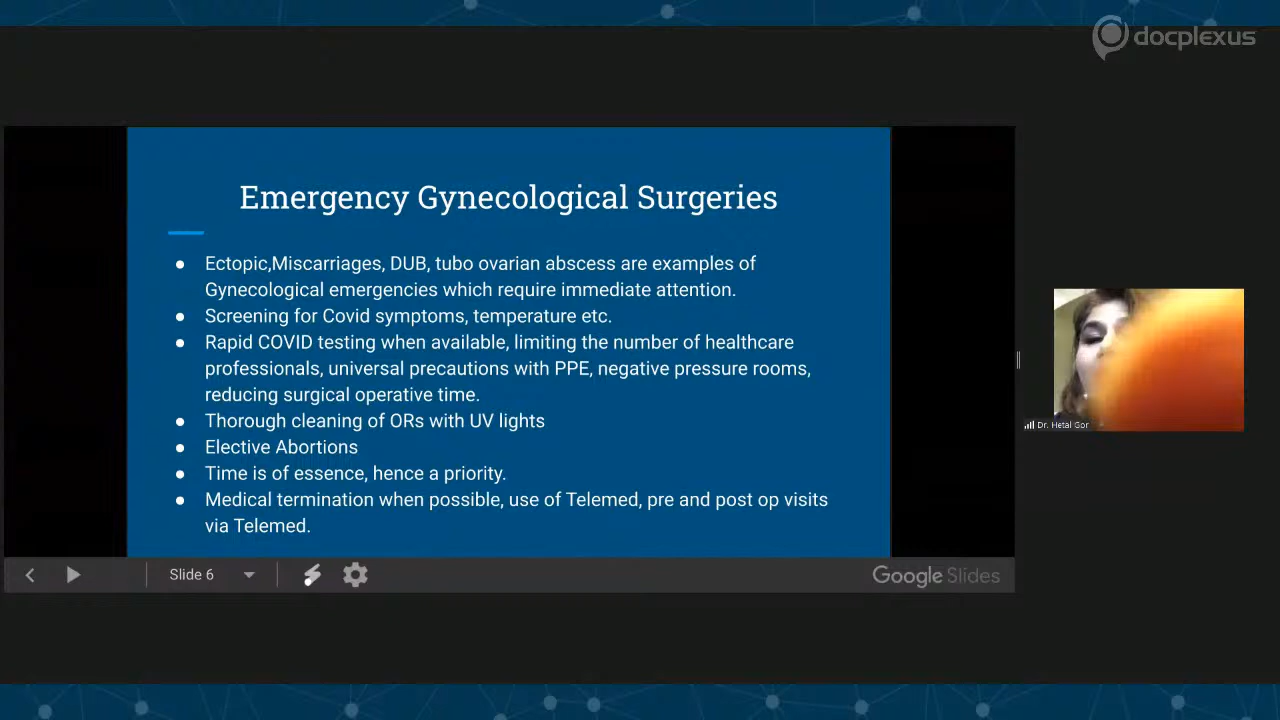 docplexus
Emergency Gynecological Surgeries
● Ectopic,Miscarriages, DUB, tubo ovarian abscess are examples of
Gynecological emergencies which require immediate attention.
● Screening for Covid symptoms, temperature etc.
● Rapid COVID testing when available, limiting the number of healthcare
professionals, universal precautions with PPE, negative pressure rooms,
reducing surgical operative time.
● Thorough cleaning of ORs with UV lights
● Elective Abortions
● Time is of essence, hence a priority.
● Medical termination when possible, use of Telemed, pre and post op visits
via Telemed.
Dr. Hetal Gor
Slide 6
Google Slides